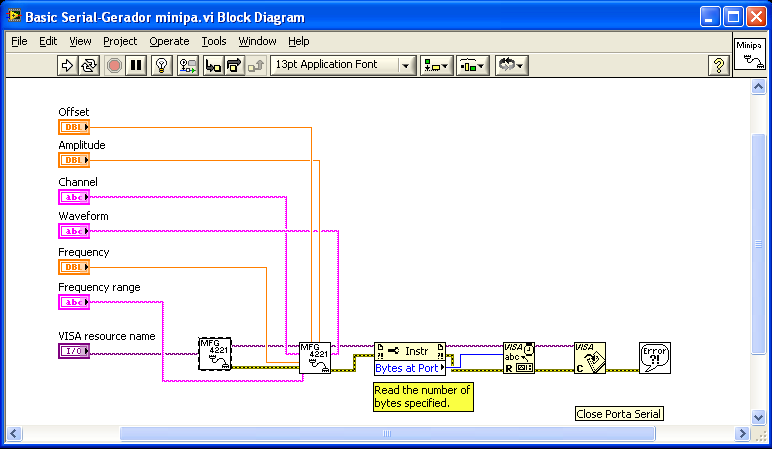 Basic Serial-Gerador minipa.vi Block Diagram
File Edit View Project Operate Tools Window Help
13pt Application Font
?
Minipa
Offset
DBL
Amplitude
DBL
Channel
abc
Waveform
abc
Frequency
DBL
Frequency range
abc
VISA resource name
I/O
MFG
4221
MFG
4221
?! Instr ?!
Bytes at Port
VISA
abc
R
VISA
C
Error
?!
Read the number of
bytes specified.
Close Porta Serial